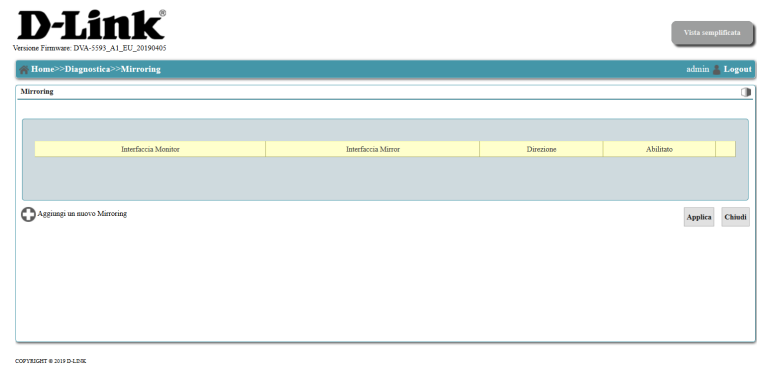 D-Link®
Vista semplificata
Versione Firmware: DVA-5593_A1_EU_20190405
Home>>Diagnostica>>Mirroring admin Logout
Mirroring
Interfaccia Monitor Interfaccia Mirror Direzione Abilitato
Aggiungi un nuovo Mirroring Applica Chiudi
COPYRIGHT © 2019 D-LINK